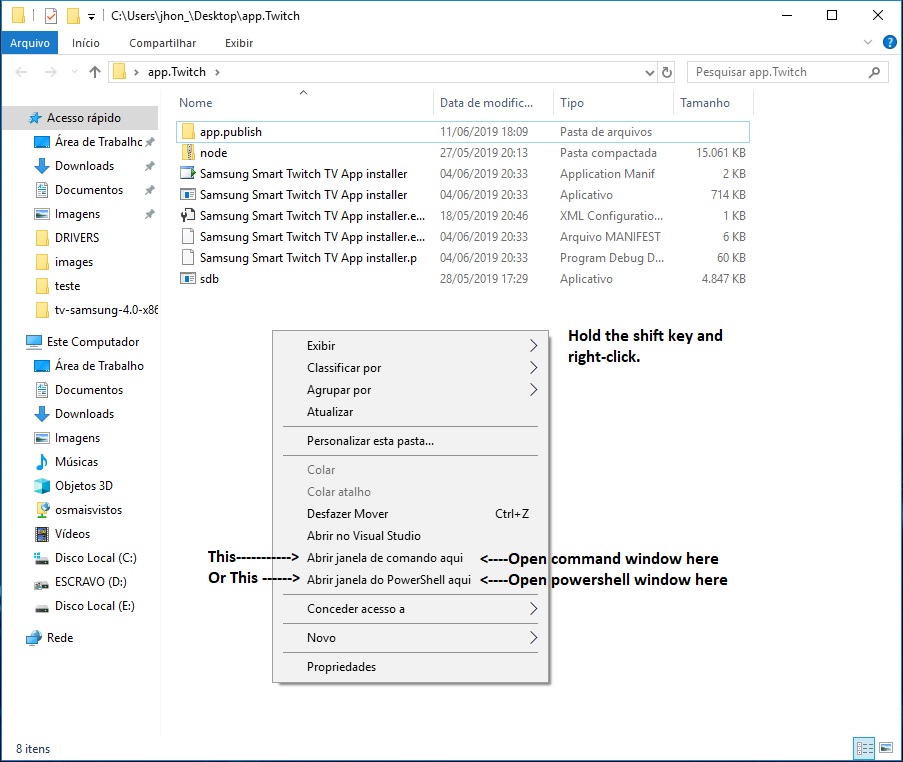 C:\Users\jhon_\Desktop\app.Twitch
Arquivo Início Compartilhar Exibir
app.Twitch
Pesquisar app.Twitch
Nome Data de modific... Tipo Tamanho
app.publish 11/06/2019 18:09 Pasta de arquivos
node 27/05/2019 20:13 Pasta compactada 15.061 KB
Samsung Smart Twitch TV App installer 04/06/2019 20:33 Application Manif 2 KB
Samsung Smart Twitch TV App installer 04/06/2019 20:33 Aplicativo 714 KB
Samsung Smart Twitch TV App installer.e... 18/05/2019 20:46 XML Configuratio... 1 KB
Samsung Smart Twitch TV App installer.e... 04/06/2019 20:33 Arquivo MANIFEST 6 KB
Samsung Smart Twitch TV App installer.p 04/06/2019 20:33 Program Debug D... 60 KB
sdb 28/05/2019 17:29 Aplicativo 4.847 KB
Acesso rápido
Área de Trabalhc
Downloads
Documentos
Imagens
DRIVERS
images
teste
tv-samsung-4.0-x86
Este Computador
Área de Trabalho
Documentos
Downloads
Imagens
Músicas
Objetos 3D
osmaisvistos
Vídeos
Disco Local (C:)
ESCRAVO (D:)
Disco Local (E:)
Rede
Hold the shift key and
right-click.
Exibir
Classificar por
Agrupar por
Atualizar
Personalizar esta pasta...
Colar
Colar atalho
Desfazer Mover Ctrl+Z
Abrir no Visual Studio
This-----------> Abrir janela de comando aqui <----Open command window here
Or This ------> Abrir janela do PowerShell aqui <----Open powershell window here
Conceder acesso a
Novo
Propriedades
8 itens